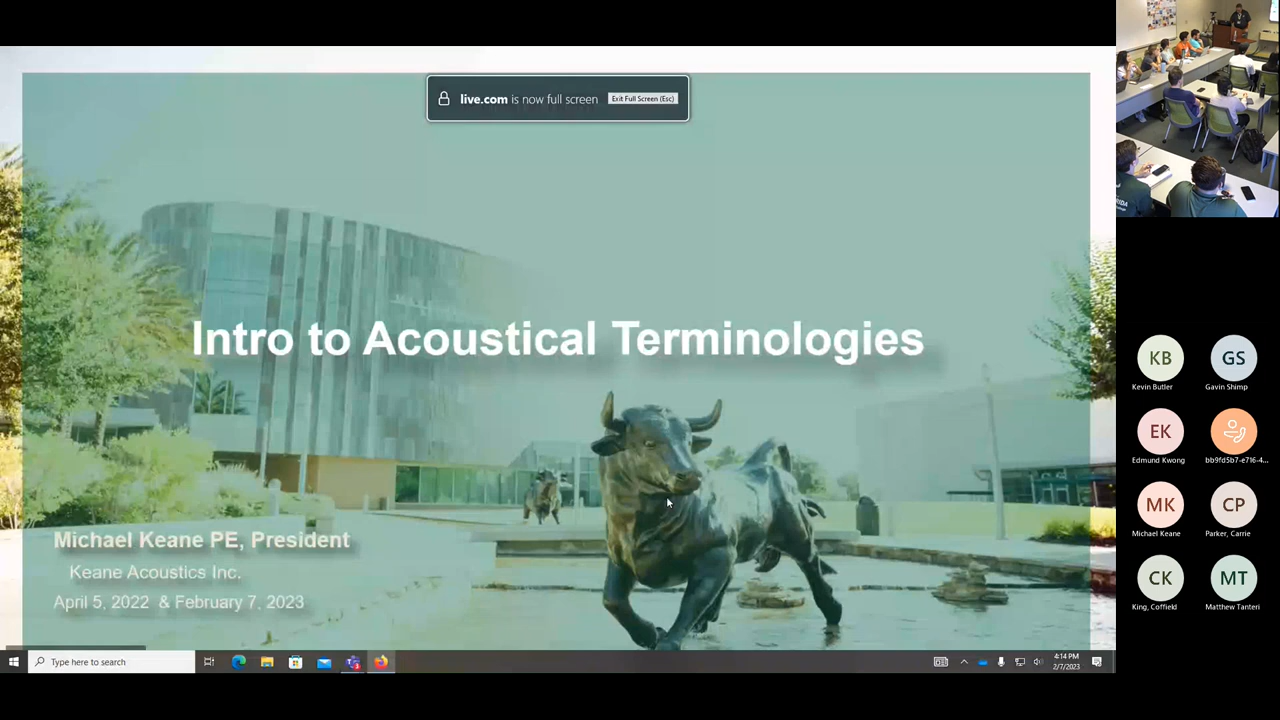 live.com is now full screen
Exit Full Screen (Esc)
Intro to Acoustical Terminologies
Michael Keane PE, President
Keane Acoustics Inc.
April 5, 2022 & February 7, 2023
Type here to search
4:14 PM
2/7/2023
KB
Kevin Butler
GS
Gavin Shimp
EK
Edmund Kwong
bb9fd5b7-e716-4...
MK
Michael Keane
CP
Parker, Carrie
CK
King, Coffield
MT
Matthew Tanteri